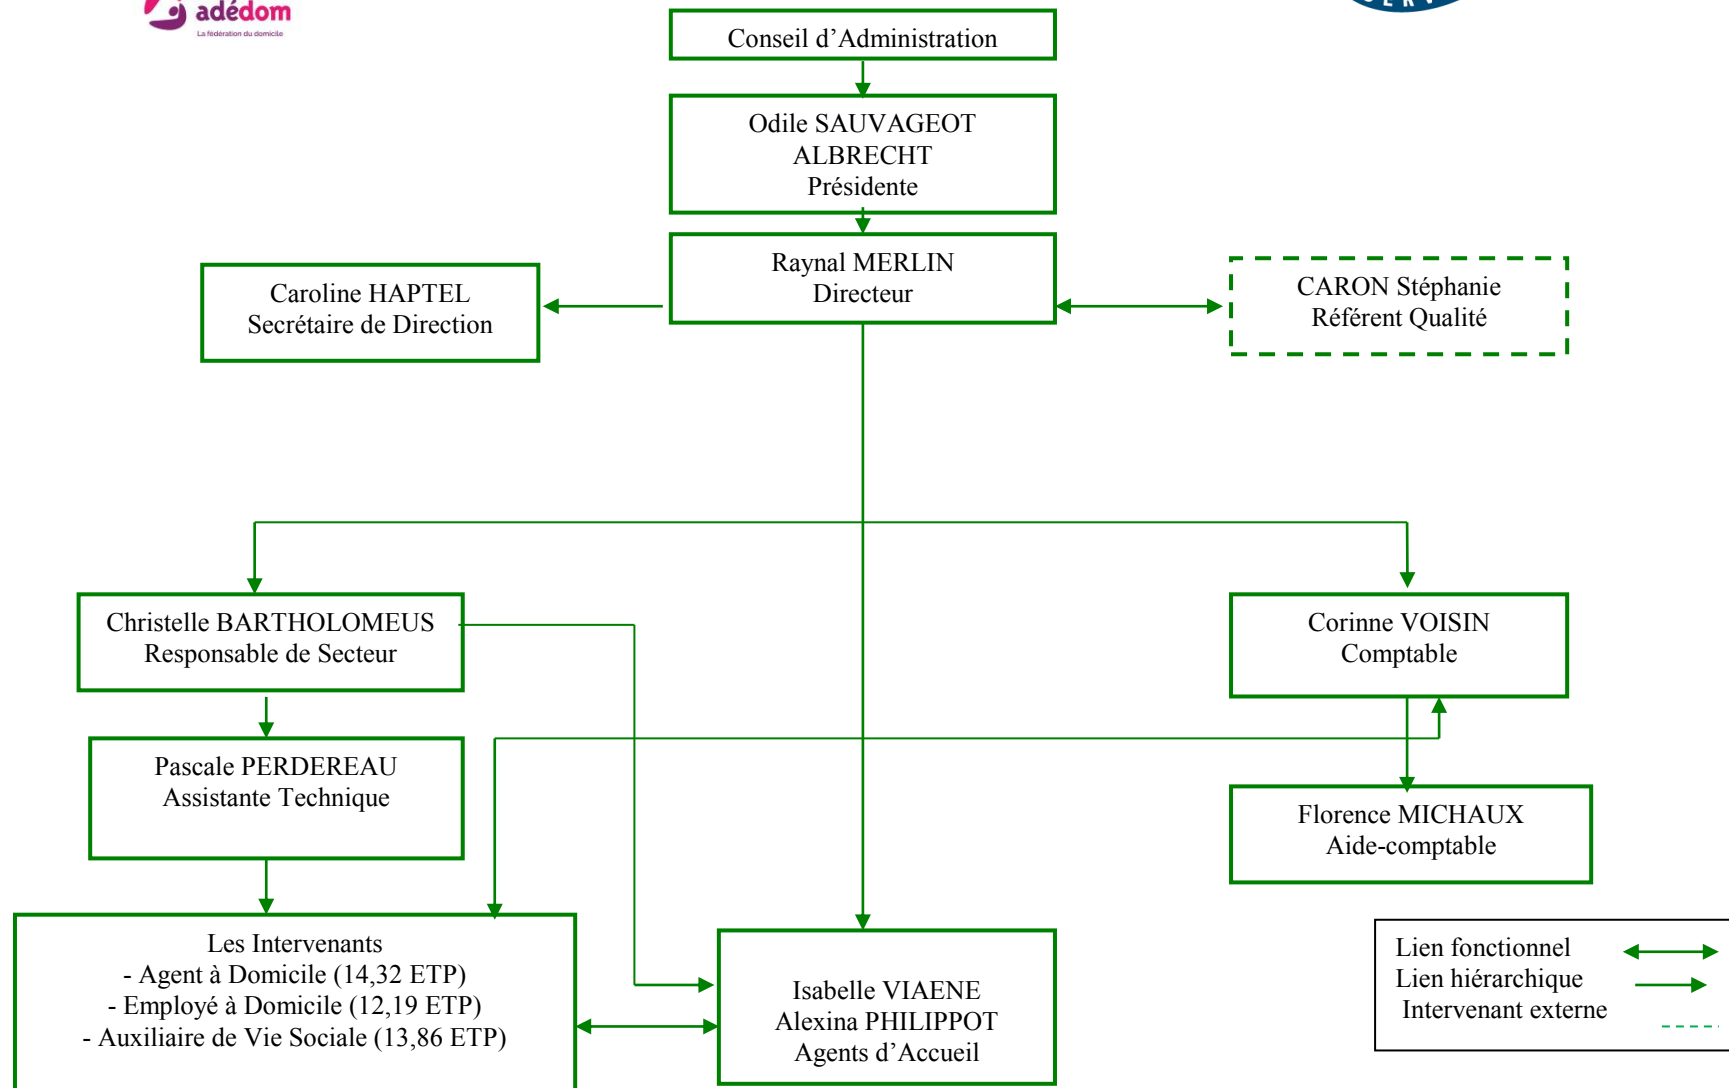 adédom
La fédération du domicile
Conseil d’Administration
Odile SAUVAGEOT
ALBRECHT
Présidente
Raynal MERLIN
Directeur
Caroline HAPTEL
Secrétaire de Direction
CARON Stéphanie
Référent Qualité
Christelle BARTHOLOMEUS
Responsable de Secteur
Corinne VOISIN
Comptable
Pascale PERDEREAU
Assistante Technique
Florence MICHAUX
Aide-comptable
Les Intervenants
- Agent à Domicile (14,32 ETP)
- Employé à Domicile (12,19 ETP)
- Auxiliaire de Vie Sociale (13,86 ETP)
Isabelle VIAENE
Alexina PHILIPPOT
Agents d’Accueil
Lien fonctionnel
Lien hiérarchique
Intervenant externe